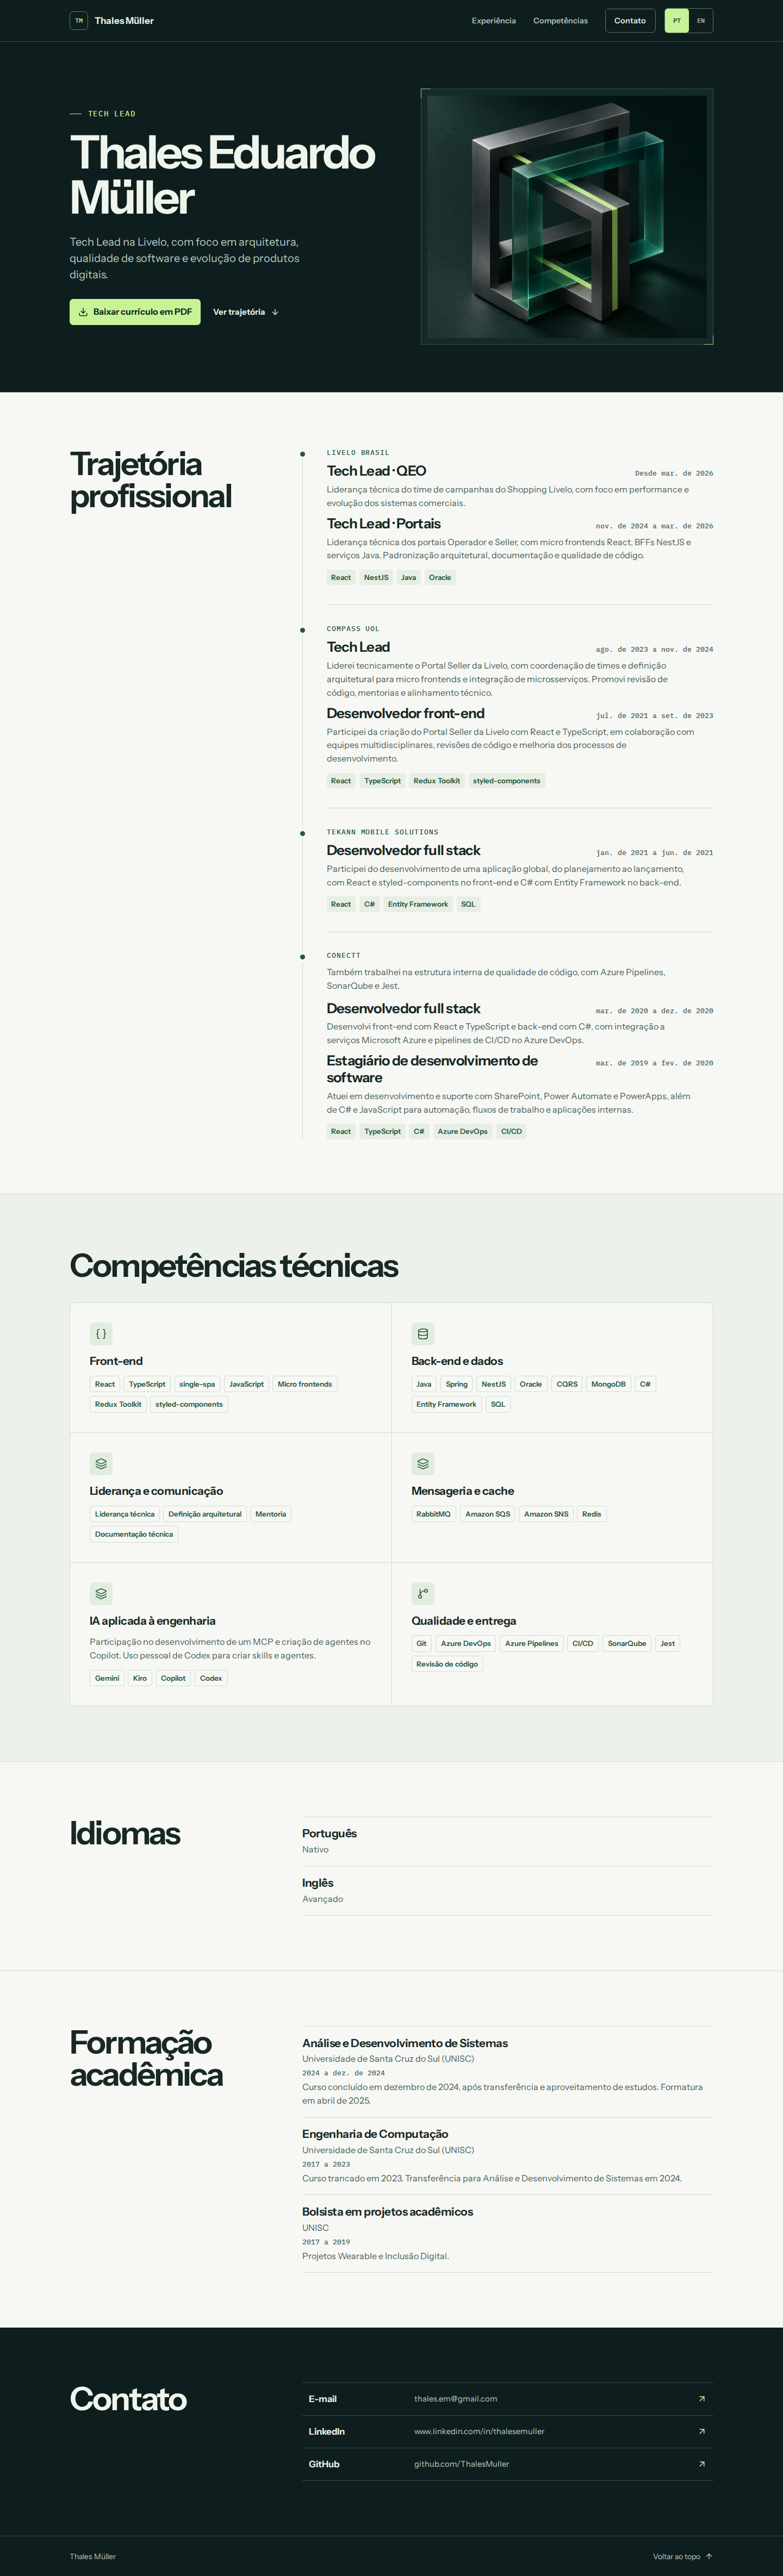 TM Thales Müller Experiência Competências Contato PT EN
TECH LEAD
Thales Eduardo
Müller
Tech Lead na Livelo, com foco em arquitetura,
qualidade de software e evolução de produtos
digitais.
Baixar currículo em PDF Ver trajetória ↓
Trajetória
profissional
LIVELO BRASIL
Tech Lead · QEO Desde mar. de 2026
Liderança técnica do time de campanhas do Shopping Livelo, com foco em performance e
evolução dos sistemas comerciais.
Tech Lead · Portais nov. de 2024 a mar. de 2026
Liderança técnica dos portais Operador e Seller, com micro frontends React, BFFs NestJS e
serviços Java. Padronização arquitetural, documentação e qualidade de código.
React NestJS Java Oracle
COMPASS UOL
Tech Lead ago. de 2023 a nov. de 2024
Liderei tecnicamente o Portal Seller da Livelo, com coordenação de times e definição
arquitetural para micro frontends e integração de microsserviços. Promovi revisão de
código, mentorias e alinhamento técnico.
Desenvolvedor front-end jul. de 2021 a set. de 2023
Participei da criação do Portal Seller da Livelo com React e TypeScript, em colaboração com
equipes multidisciplinares, revisões de código e melhoria dos processos de
desenvolvimento.
React TypeScript Redux Toolkit styled-components
TEKANN MOBILE SOLUTIONS
Desenvolvedor full stack jan. de 2021 a jun. de 2021
Participei do desenvolvimento de uma aplicação global, do planejamento ao lançamento,
com React e styled-components no front-end e C# com Entity Framework no back-end.
React C# Entity Framework SQL
CONECTT
Também trabalhei na estrutura interna de qualidade de código, com Azure Pipelines,
SonarQube e Jest.
Desenvolvedor full stack mar. de 2020 a dez. de 2020
Desenvolvi front-end com React e TypeScript e back-end com C#, com integração a
serviços Microsoft Azure e pipelines de CI/CD no Azure DevOps.
Estagiário de desenvolvimento de mar. de 2019 a fev. de 2020
software
Atuei em desenvolvimento e suporte com SharePoint, Power Automate e PowerApps, além
de C# e JavaScript para automação, fluxos de trabalho e aplicações internas.
React TypeScript C# Azure DevOps CI/CD
Competências técnicas
Front-end
React TypeScript single-spa JavaScript Micro frontends
Redux Toolkit styled-components
Back-end e dados
Java Spring NestJS Oracle CQRS MongoDB C#
Entity Framework SQL
Liderança e comunicação
Liderança técnica Definição arquitetural Mentoria
Documentação técnica
Mensageria e cache
RabbitMQ Amazon SQS Amazon SNS Redis
IA aplicada à engenharia
Participação no desenvolvimento de um MCP e criação de agentes no
Copilot. Uso pessoal de Codex para criar skills e agentes.
Gemini Kiro Copilot Codex
Qualidade e entrega
Git Azure DevOps Azure Pipelines CI/CD SonarQube Jest
Revisão de código
Idiomas
Português
Nativo
Inglês
Avançado
Formação
acadêmica
Análise e Desenvolvimento de Sistemas
Universidade de Santa Cruz do Sul (UNISC)
2024 a dez. de 2024
Curso concluído em dezembro de 2024, após transferência e aproveitamento de estudos. Formatura
em abril de 2025.
Engenharia de Computação
Universidade de Santa Cruz do Sul (UNISC)
2017 a 2023
Curso trancado em 2023. Transferência para Análise e Desenvolvimento de Sistemas em 2024.
Bolsista em projetos acadêmicos
UNISC
2017 a 2019
Projetos Wearable e Inclusão Digital.
Contato
E-mail thales.em@gmail.com
LinkedIn www.linkedin.com/in/thalesemuller
GitHub github.com/ThalesMuller
Thales Müller Voltar ao topo ↑